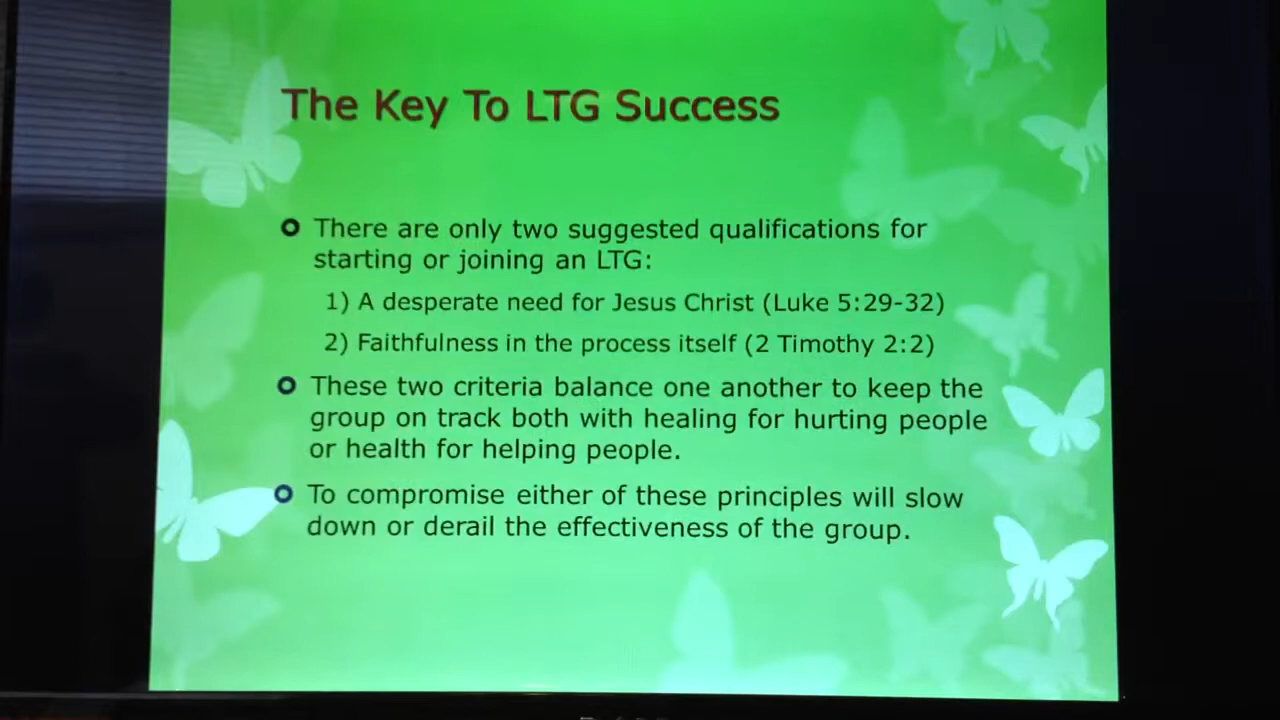 The Key To LTG Success
There are only two suggested qualifications for
starting or joining an LTG:
1) A desperate need for Jesus Christ (Luke 5:29-32)
2) Faithfulness in the process itself (2 Timothy 2:2)
These two criteria balance one another to keep the
group on track both with healing for hurting people
or health for helping people.
To compromise either of these principles will slow
down or derail the effectiveness of the group.